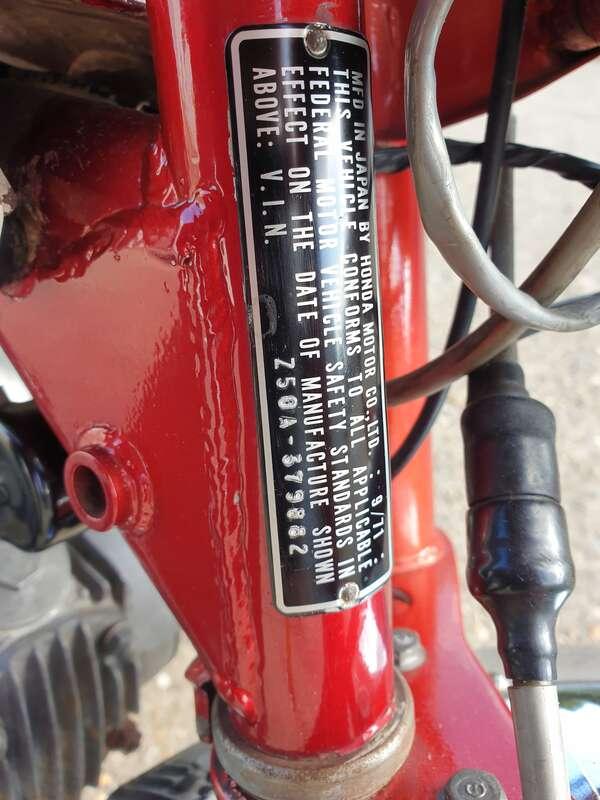 MFD IN JAPAN BY HONDA MOTOR CO.,LTD. : 9/71 :
THIS VEHICLE CONFORMS TO ALL APPLICABLE
FEDERAL MOTOR VEHICLE SAFETY STANDARDS IN
EFFECT ON THE DATE OF MANUFACTURE SHOWN
ABOVE: V.I.N. Z50A-379882